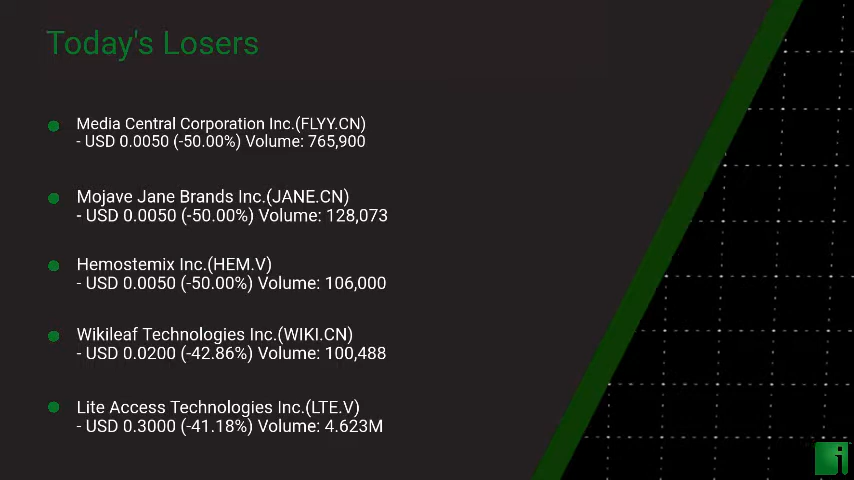 Today's Losers
Media Central Corporation Inc.(FLYY.CN)
- USD 0.0050 (-50.00%) Volume: 765,900
Mojave Jane Brands Inc.(JANE.CN)
- USD 0.0050 (-50.00%) Volume: 128,073
Hemostemix Inc.(HEM.V)
- USD 0.0050 (-50.00%) Volume: 106,000
Wikileaf Technologies Inc.(WIKI.CN)
- USD 0.0200 (-42.86%) Volume: 100,488
Lite Access Technologies Inc.(LTE.V)
- USD 0.3000 (-41.18%) Volume: 4.623M
i